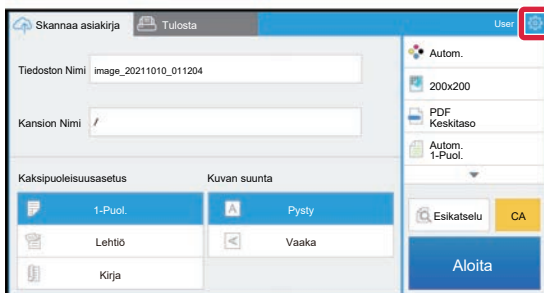 Skannaa asiakirja
Tulosta
User
Tiedoston Nimi
image_20211010_011204
Kansion Nimi
/
Kaksipuoleisuusasetus
Kuvan suunta
1-Puol.
Pysty
Lehtiö
Vaaka
Kirja
Autom.
200x200
PDF
Keskitaso
Autom.
1-Puol.
Esikatselu
CA
Aloita